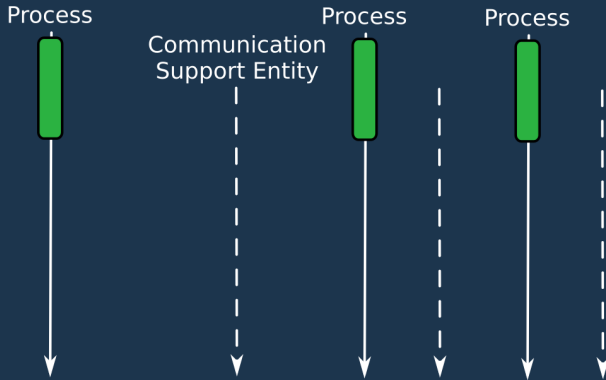 Process
Communication
Support Entity
Process
Process